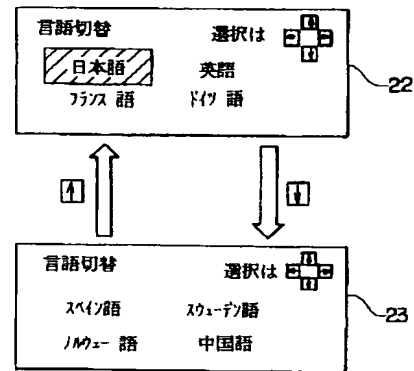 言語切替 選択は
日本語 英語
フランス 語 ドイツ 語
22
↑ ↓
言語切替 選択は
スペイン語 スウェーデン語
ノルウェー 語 中国語
23